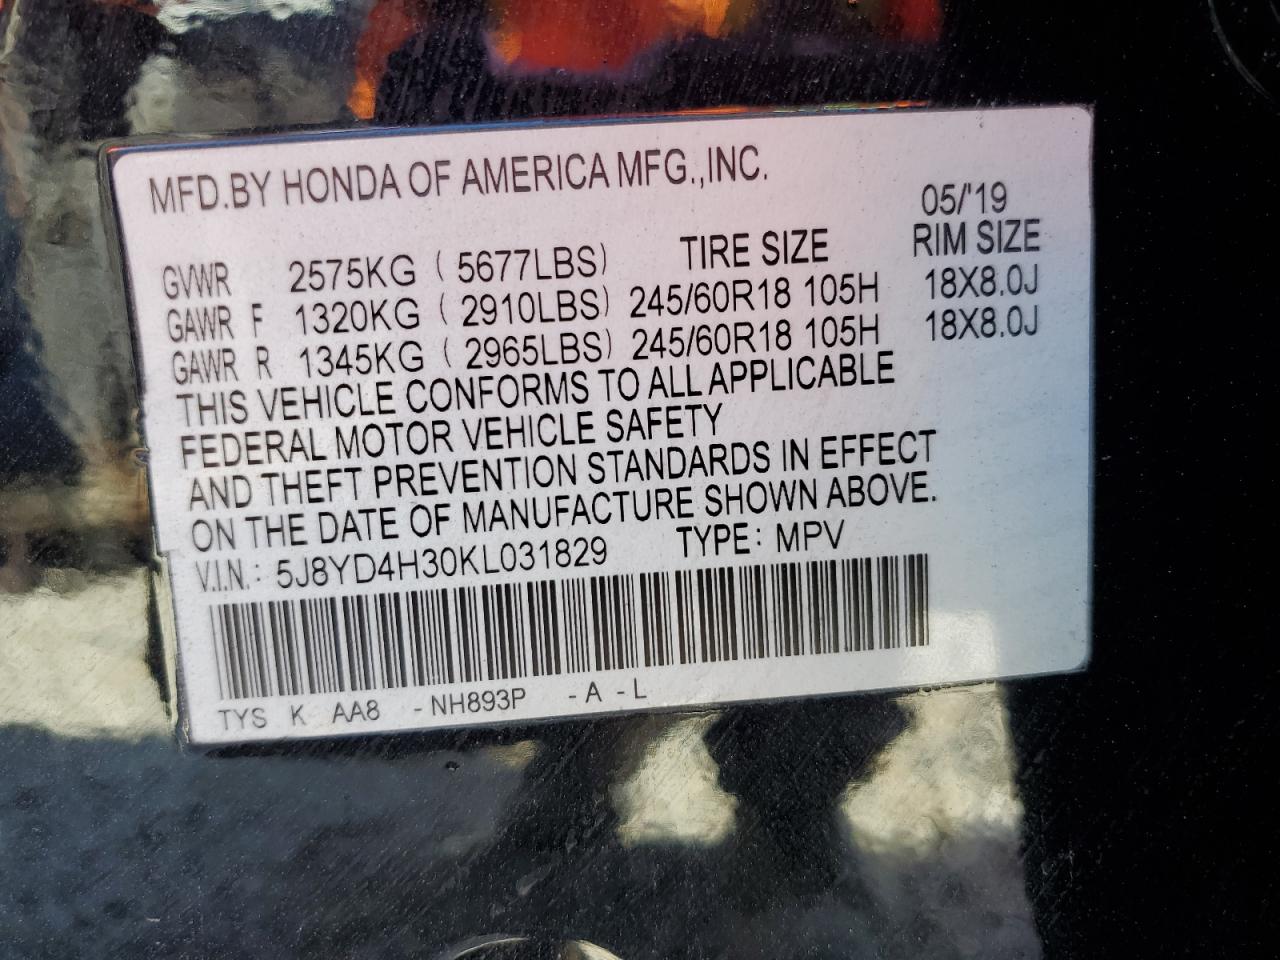 MFD.BY HONDA OF AMERICA MFG.,INC.
05/'19
GVWR 2575KG ( 5677LBS) TIRE SIZE RIM SIZE
GAWR F 1320KG ( 2910LBS) 245/60R18 105H 18X8.0J
GAWR R 1345KG ( 2965LBS) 245/60R18 105H 18X8.0J
THIS VEHICLE CONFORMS TO ALL APPLICABLE
FEDERAL MOTOR VEHICLE SAFETY
AND THEFT PREVENTION STANDARDS IN EFFECT
ON THE DATE OF MANUFACTURE SHOWN ABOVE.
V.I.N.: 5J8YD4H30KL031829 TYPE: MPV
TYS K AA8 -NH893P -A -L